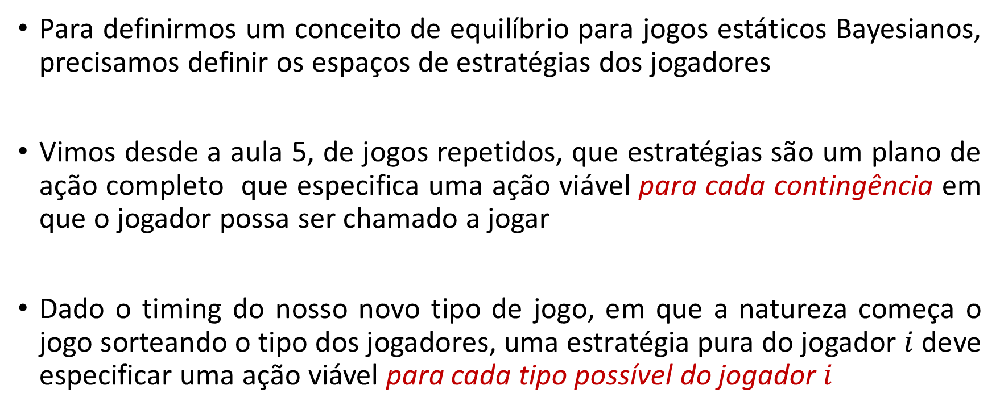 • Para definirmos um conceito de equilíbrio para jogos estáticos Bayesianos,
precisamos definir os espaços de estratégias dos jogadores
• Vimos desde a aula 5, de jogos repetidos, que estratégias são um plano de
ação completo que especifica uma ação viável para cada contingência em
que o jogador possa ser chamado a jogar
• Dado o timing do nosso novo tipo de jogo, em que a natureza começa o
jogo sorteando o tipo dos jogadores, uma estratégia pura do jogador i deve
especificar uma ação viável para cada tipo possível do jogador i